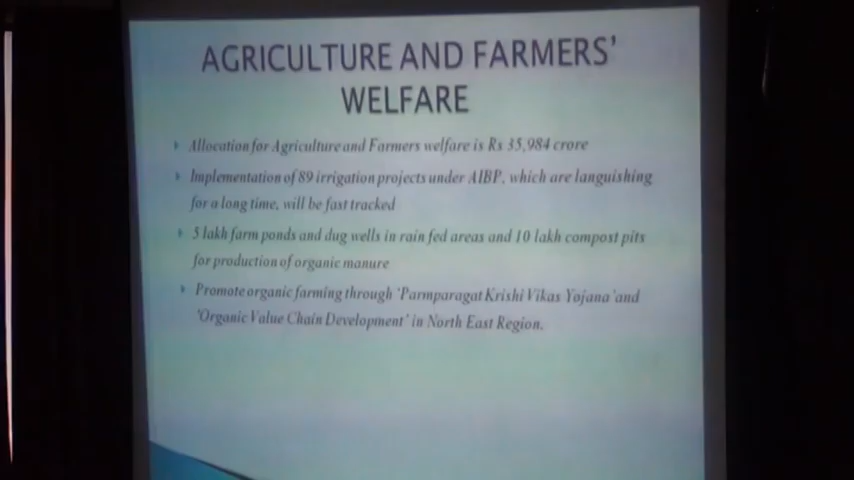 AGRICULTURE AND FARMERS'
WELFARE
Allocation for Agriculture and Farmers welfare is Rs 35,984 crore
Implementation of 89 irrigation projects under AIBP, which are languishing
for a long time, will be fast tracked
5 lakh farm ponds and dug wells in rain fed areas and 10 lakh compost pits
for production of organic manure
Promote organic farming through 'Parmparagat Krishi Vikas Yojana' and
'Organic Value Chain Development' in North East Region.